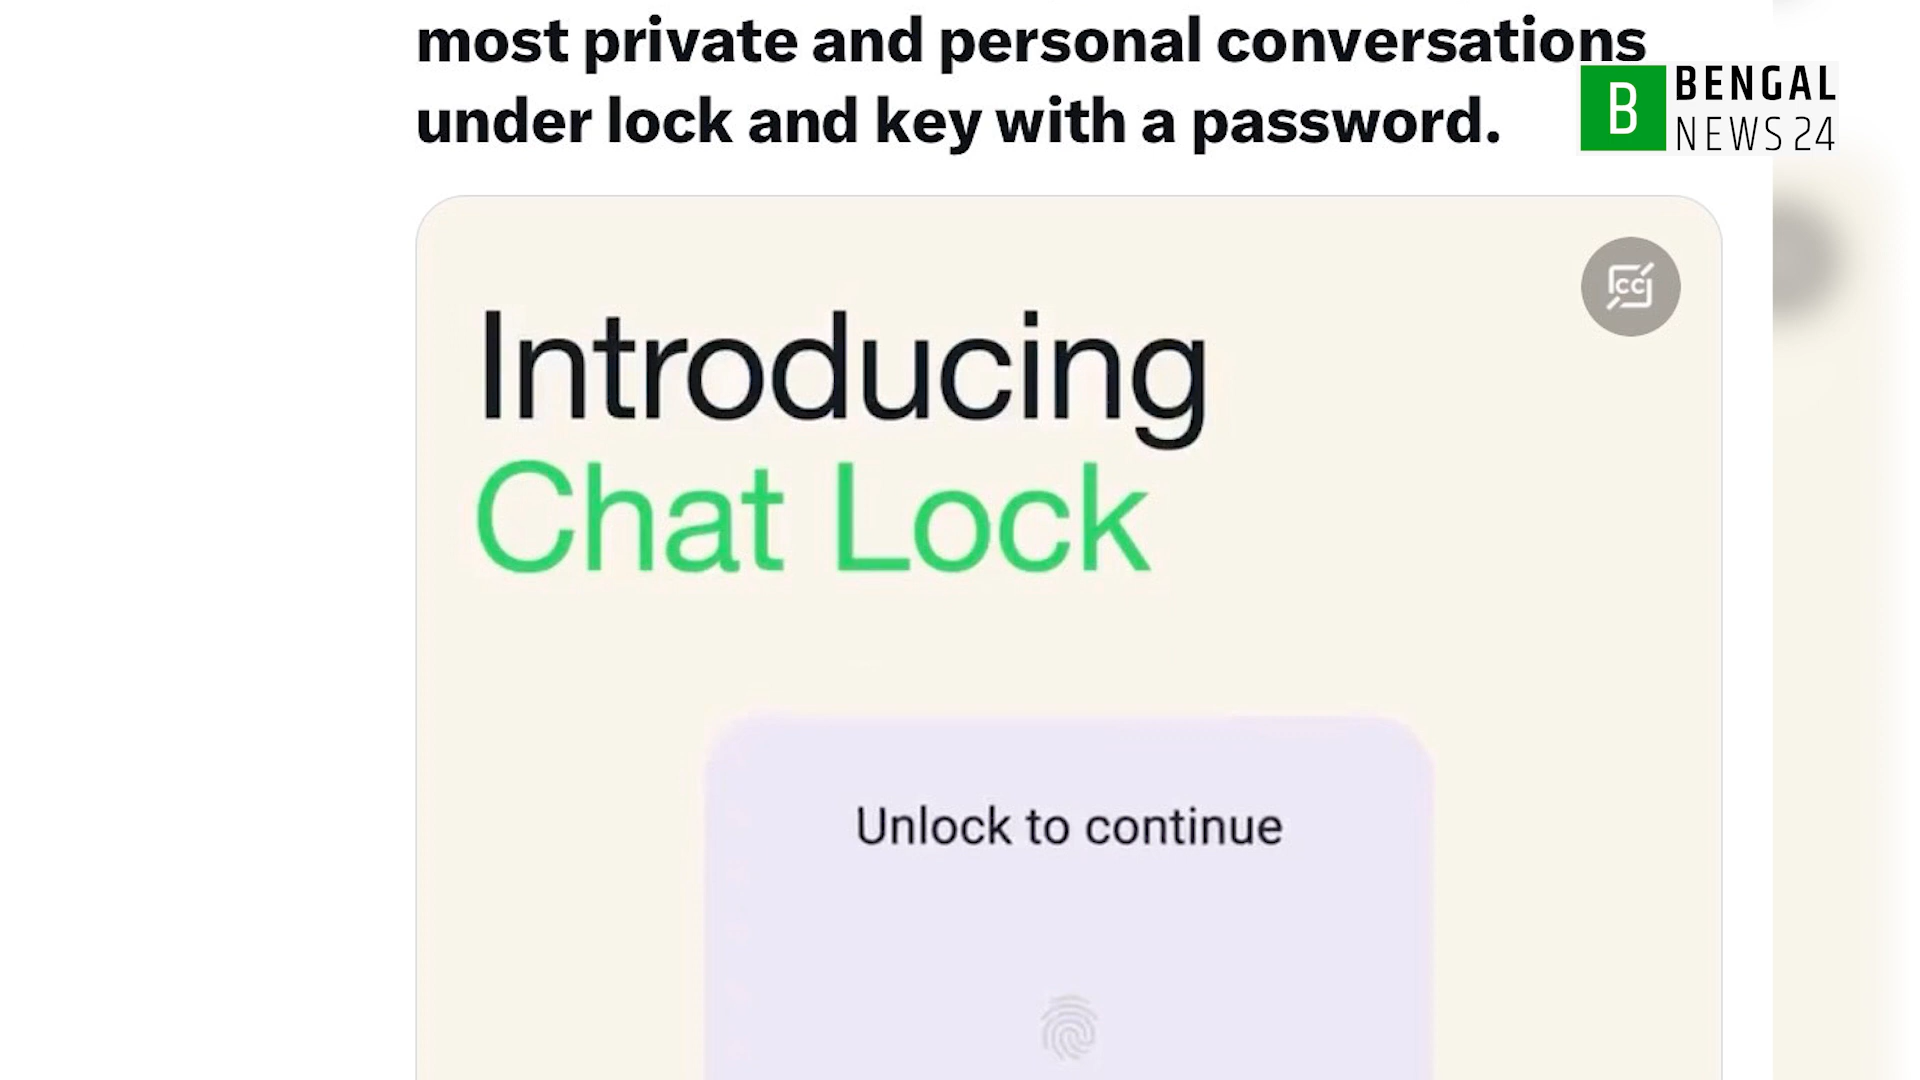 most private and personal conversations
under lock and key with a password.
B BENGAL
NEWS 24
CC
Introducing
Chat Lock
Unlock to continue